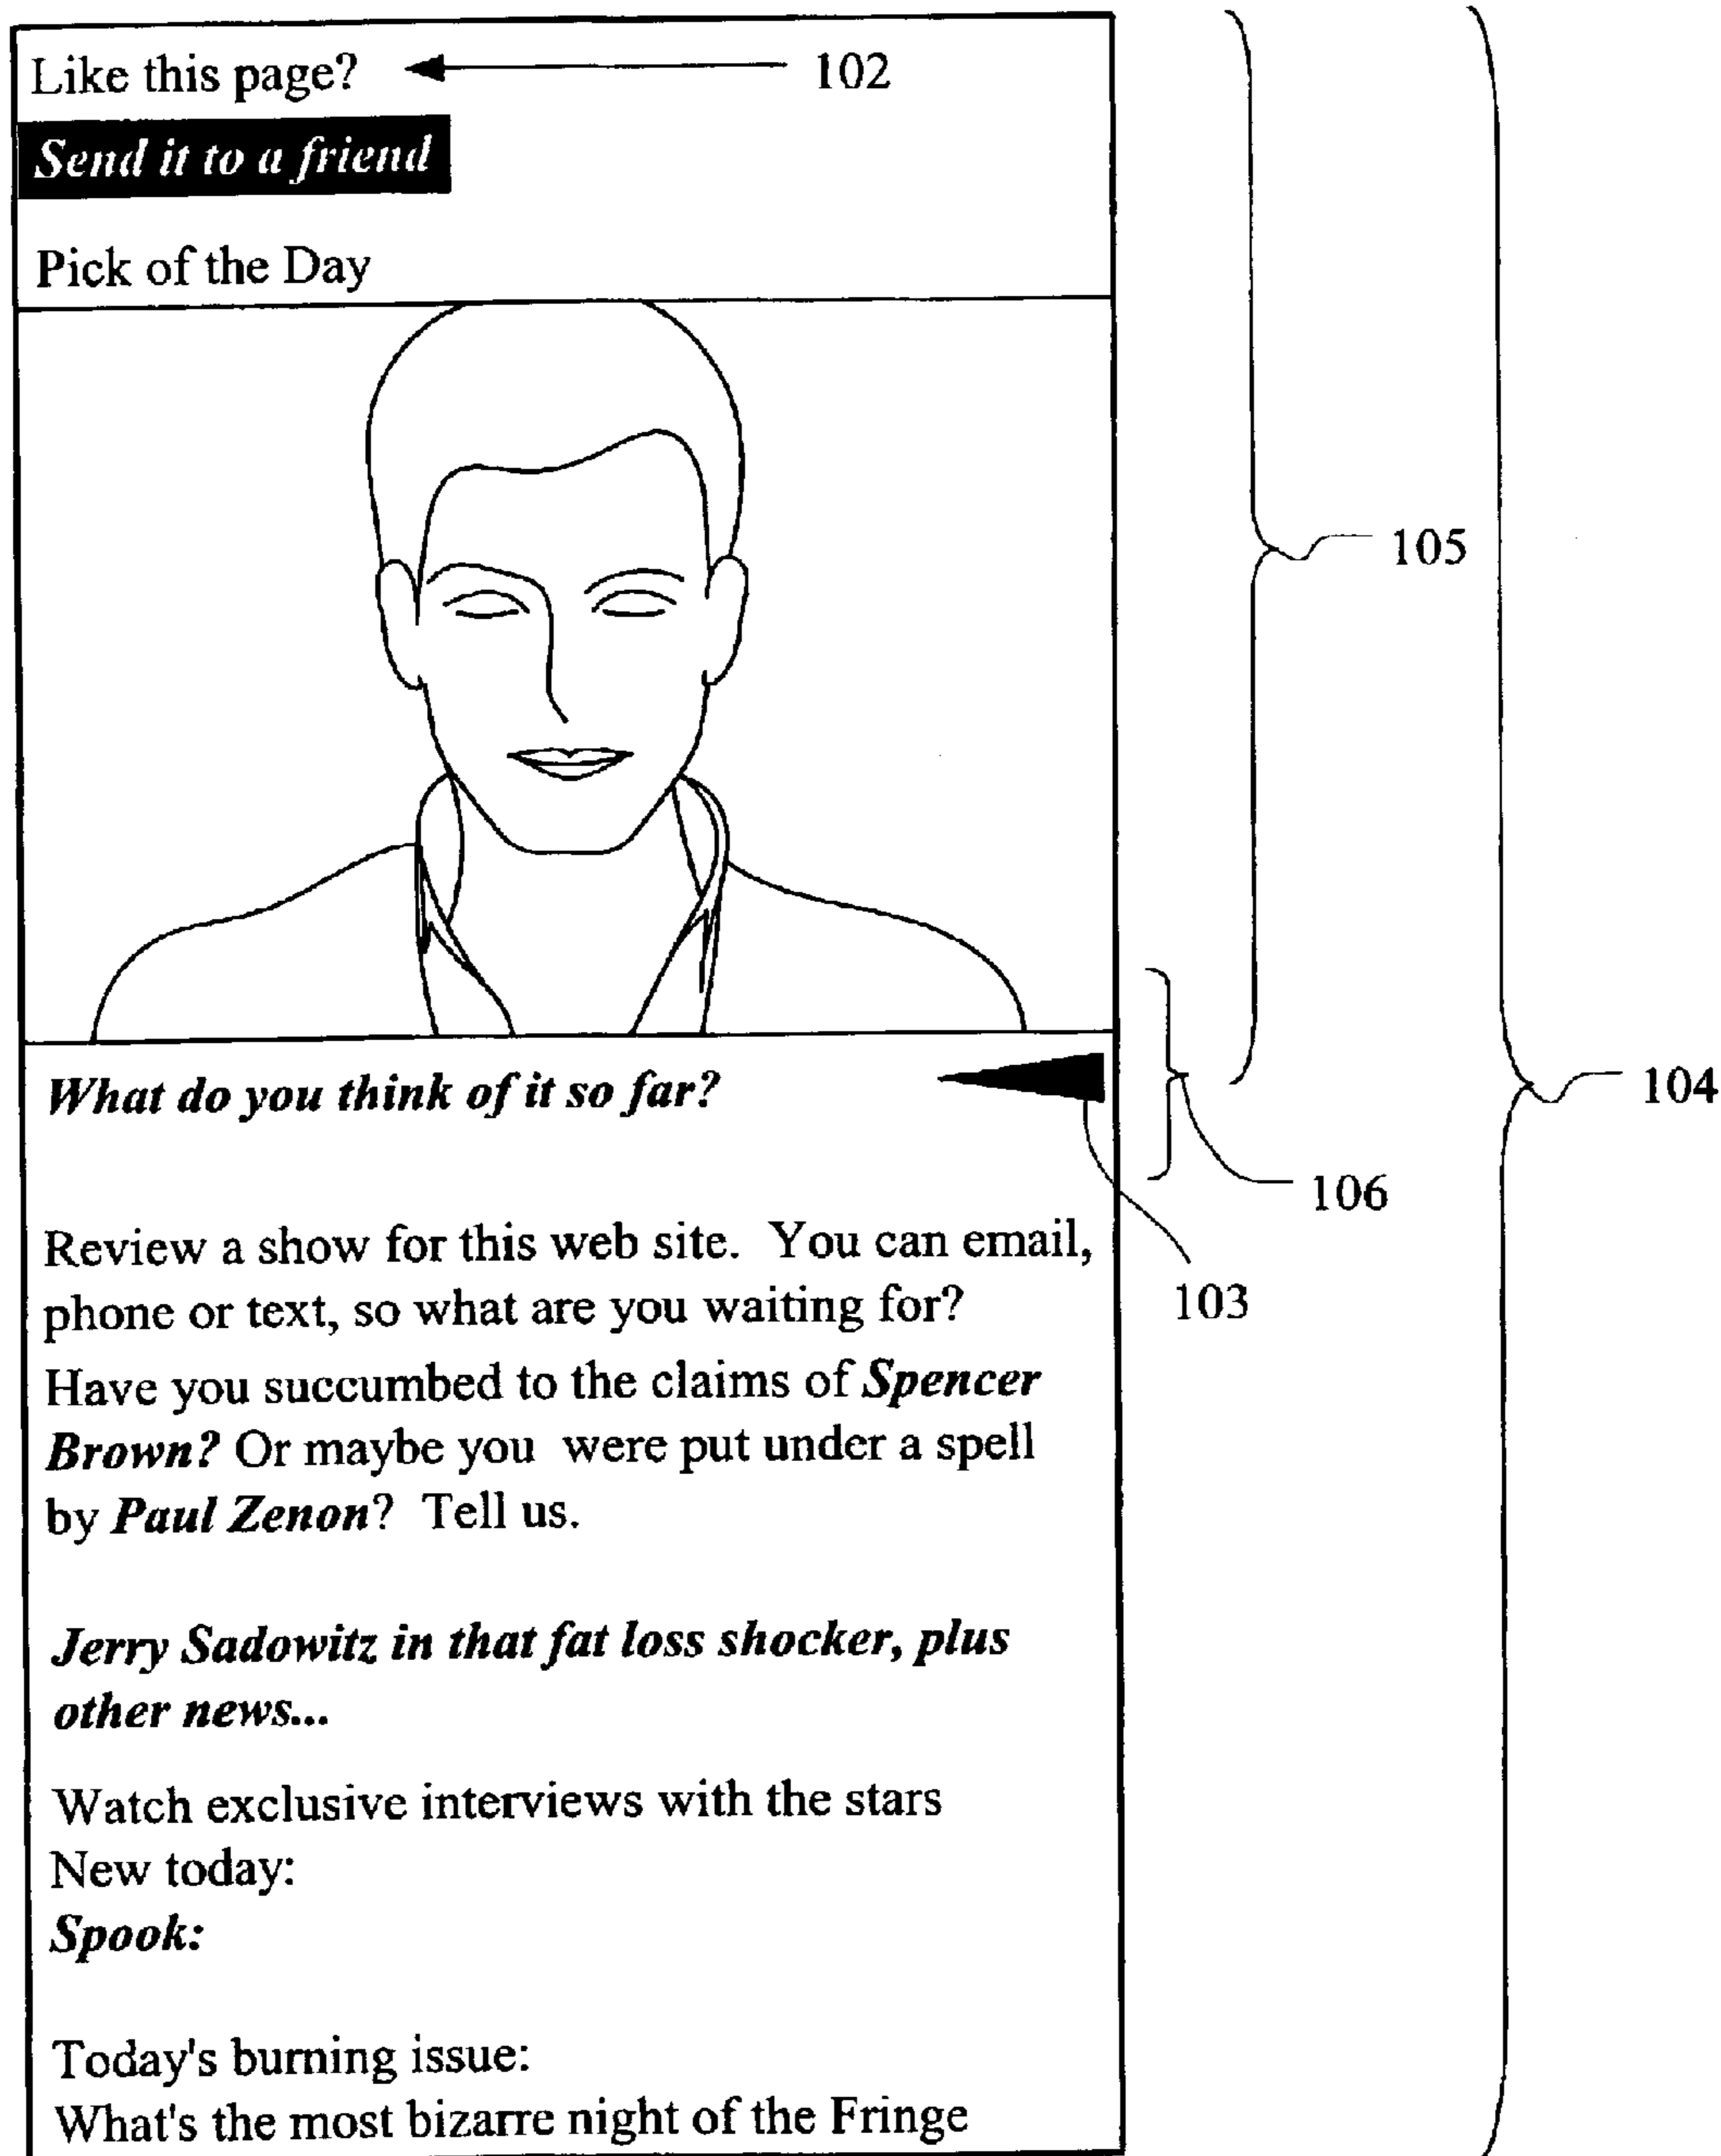 Like this page?
102
Send it to a friend
Pick of the Day
105
What do you think of it so far?
104
106
103
Review a show for this web site. You can email,
phone or text, so what are you waiting for?
Have you succumbed to the claims of Spencer
Brown? Or maybe you were put under a spell
by Paul Zenon? Tell us.
Jerry Sadowitz in that fat loss shocker, plus
other news...
Watch exclusive interviews with the stars
New today:
Spook:
Today's burning issue:
What's the most bizarre night of the Fringe